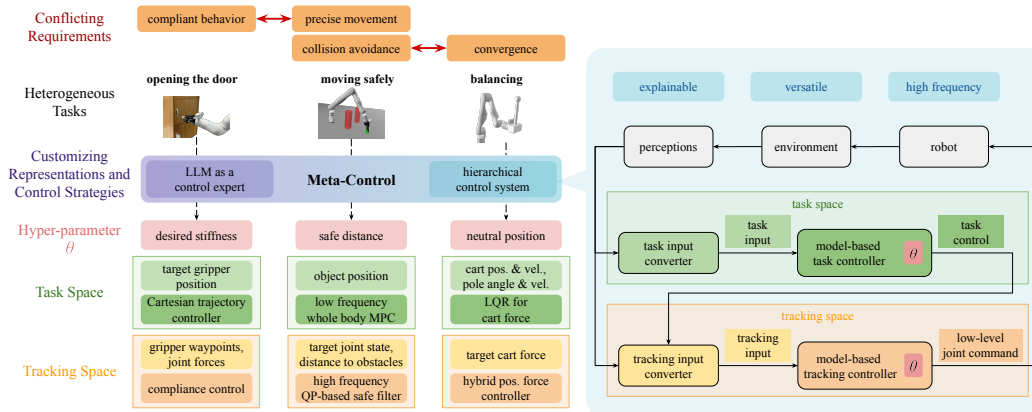 Conflicting
Requirements
compliant behavior
precise movement
collision avoidance
convergence
Heterogeneous
Tasks
opening the door
moving safely
balancing
Customizing
Representations and
Control Strategies
LLM as a
control expert
Meta-Control
hierarchical
control system
Hyper-parameter
θ
desired stiffness
safe distance
neutral position
Task Space
target gripper
position
object position
cart pos. & vel.,
pole angle & vel.
Cartesian trajectory
controller
low frequency
whole body MPC
LQR for
cart force
Tracking Space
gripper waypoints,
joint forces
target joint state,
distance to obstacles
target cart force
compliance control
high frequency
QP-based safe filter
hybrid pos. force
controller
explainable
versatile
high frequency
perceptions
environment
robot
task space
task input
converter
task
input
model-based
task controller
θ
task
control
tracking space
tracking input
converter
tracking
input
model-based
tracking controller
θ
low-level
joint command